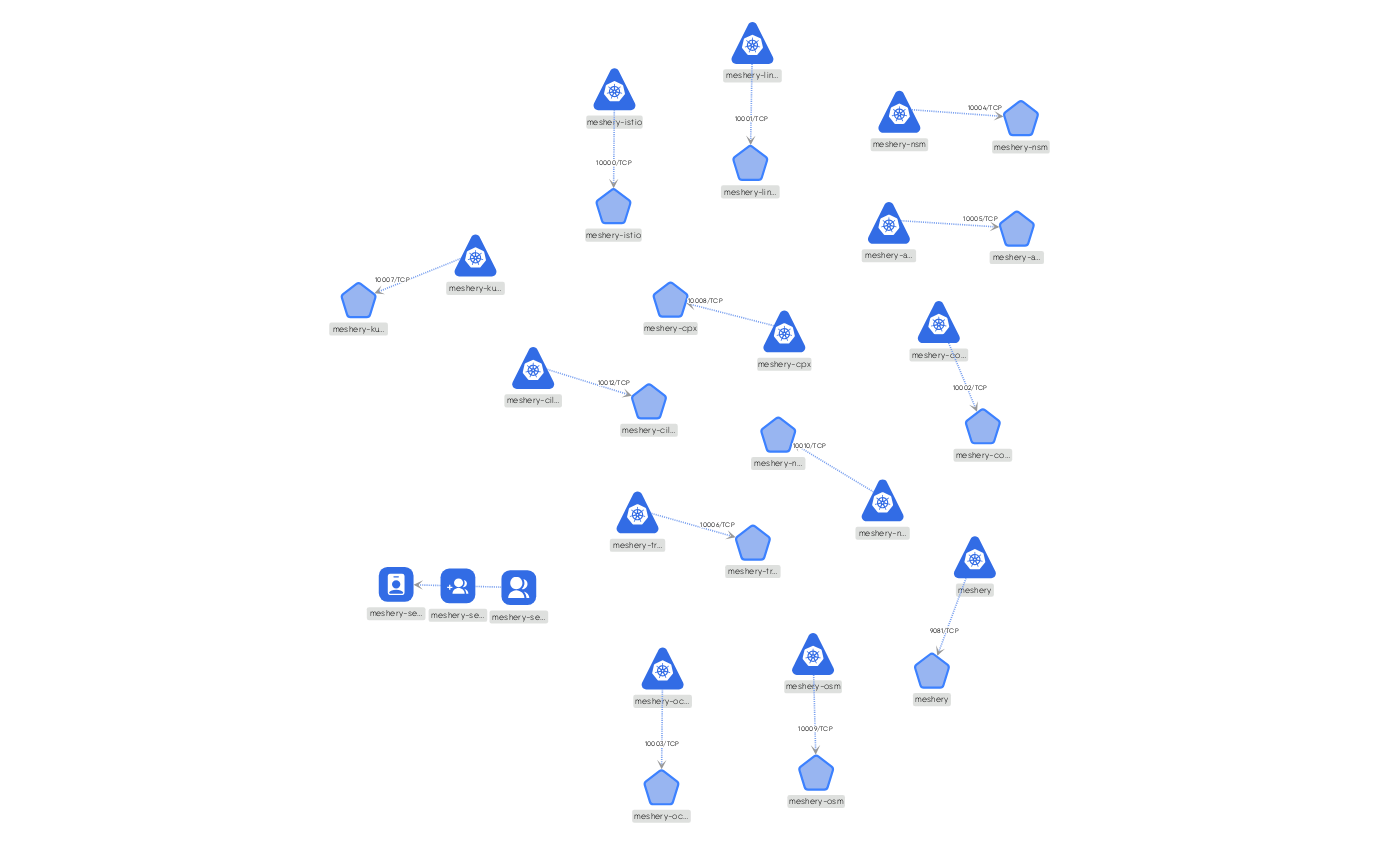 meshery-lin...
10001/TCP
meshery-lin...
meshery-istio
10000/TCP
meshery-istio
10004/TCP
meshery-nsm
meshery-nsm
10005/TCP
meshery-a...
meshery-a...
10007/TCP
meshery-ku...
meshery-ku...
10008/TCP
meshery-cpx
meshery-cpx
meshery-co...
10002/TCP
meshery-co...
10012/TCP
meshery-cil...
meshery-cil...
10010/TCP
meshery-n...
meshery-n...
10006/TCP
meshery-tr...
meshery-tr...
meshery-se...
meshery-se...
meshery-se...
meshery
9081/TCP
meshery
meshery-oc...
10003/TCP
meshery-oc...
meshery-osm
10009/TCP
meshery-osm